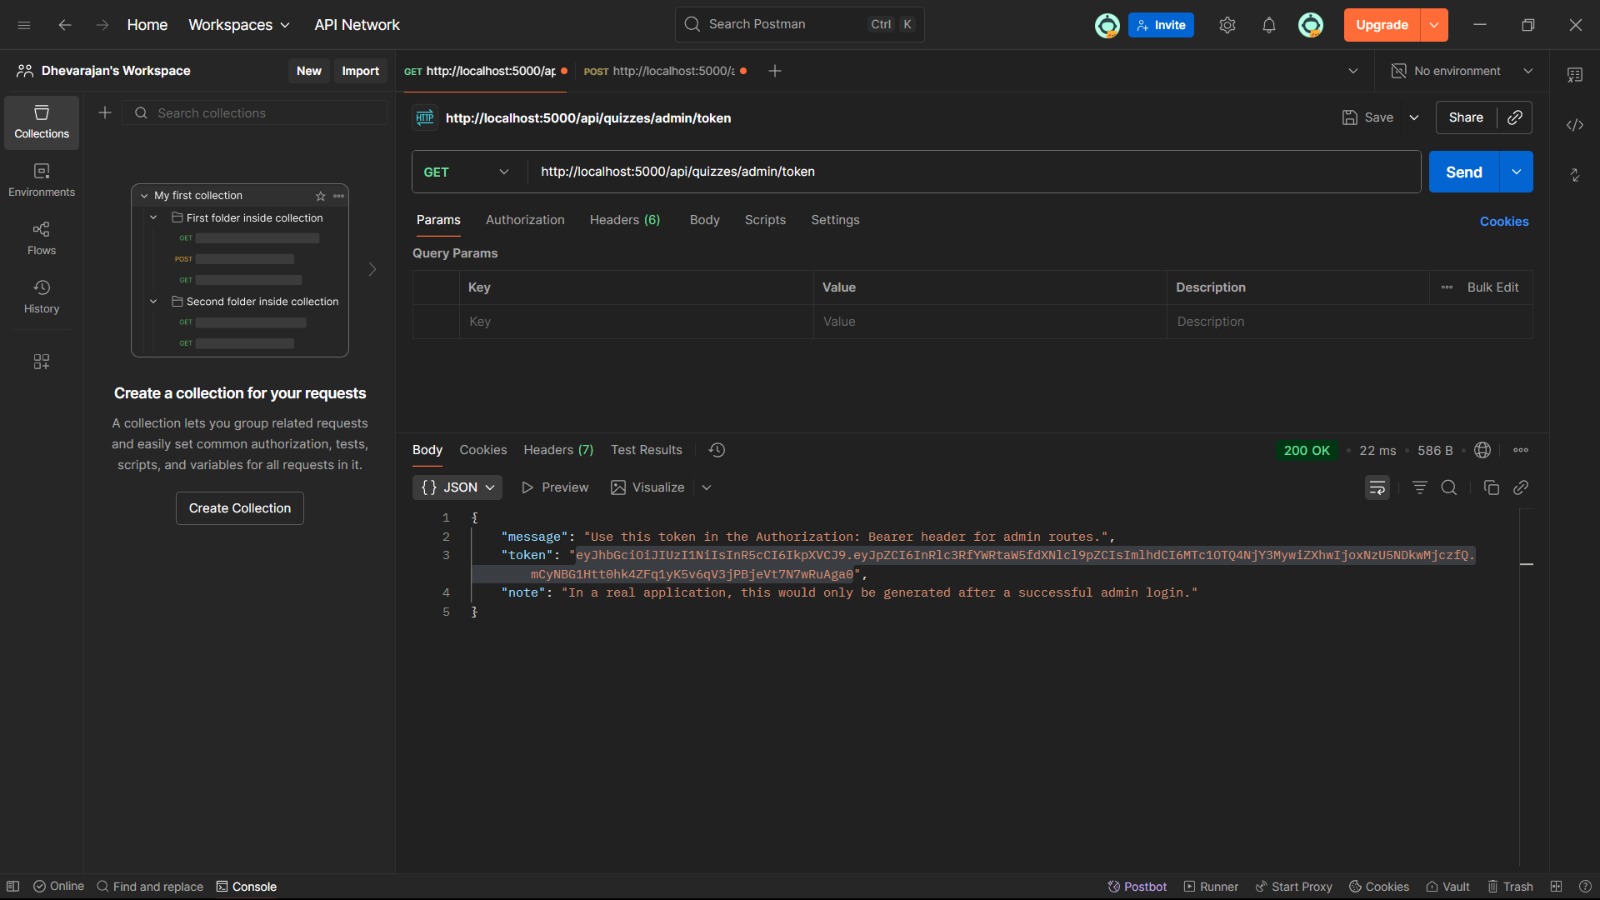 Home
Workspaces
API Network
Search Postman
Ctrl
K
Invite
Upgrade
Dhevarajan's Workspace
New
Import
GET http://localhost:5000/ap
POST http://localhost:5000/a
No environment
Collections
Environments
Flows
History
Search collections
My first collection
First folder inside collection
GET
POST
GET
Second folder inside collection
GET
GET
Create a collection for your requests
A collection lets you group related requests
and easily set common authorization, tests,
scripts, and variables for all requests in it.
Create Collection
HTTP
http://localhost:5000/api/quizzes/admin/token
Save
Share
GET
http://localhost:5000/api/quizzes/admin/token
Send
Params
Authorization
Headers (6)
Body
Scripts
Settings
Cookies
Query Params
Key
Value
Description
Bulk Edit
Key
Value
Description
Body
Cookies
Headers (7)
Test Results
200 OK
22 ms
586 B
{} JSON
Preview
Visualize
1 {
2 "message": "Use this token in the Authorization: Bearer header for admin routes.",
3 "token": "eyJhbGciOiJIUzI1NiIsInR5cCI6IkpXVCJ9.eyJpZCI6InRlc3RfYWRtaW5fdXNlcl9pZCIsImlhdCI6MTc1OTQ4NjY3MywiZXhwIjoxNzU5NDkwMjczfQ.
mCyNBG1Htt0hk4ZFq1yK5v6qV3jPBjeVt7N7wRuAga0",
4 "note": "In a real application, this would only be generated after a successful admin login."
5 }
Online
Find and replace
Console
Postbot
Runner
Start Proxy
Cookies
Vault
Trash